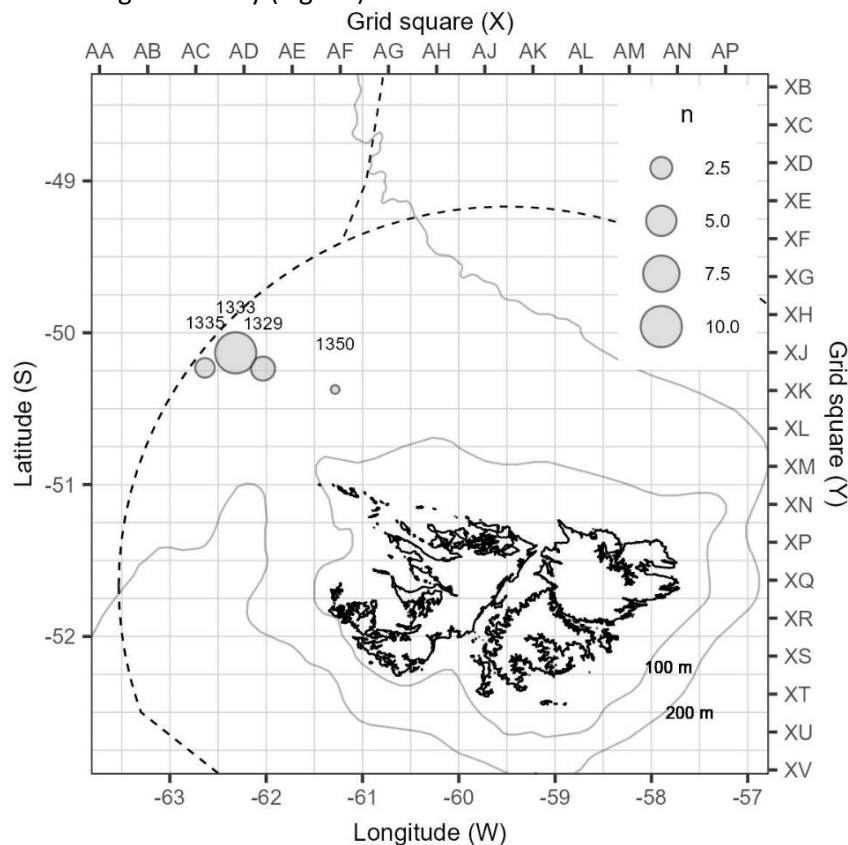 Grid square (X)
AA AB AC AD AE AF AG AH AJ AK AL AM AN AP
n
2.5
5.0
7.5
10.0
XB
XC
XD
XE
XF
XG
XH
XJ
XK
XL
XM
XN
XP
XQ
XR
XS
XT
XU
XV
Grid square (Y)
-49
-50
-51
-52
Latitude (S)
1333
1335 1329
1350
100 m
200 m
-63 -62 -61 -60 -59 -58 -57
Longitude (W)